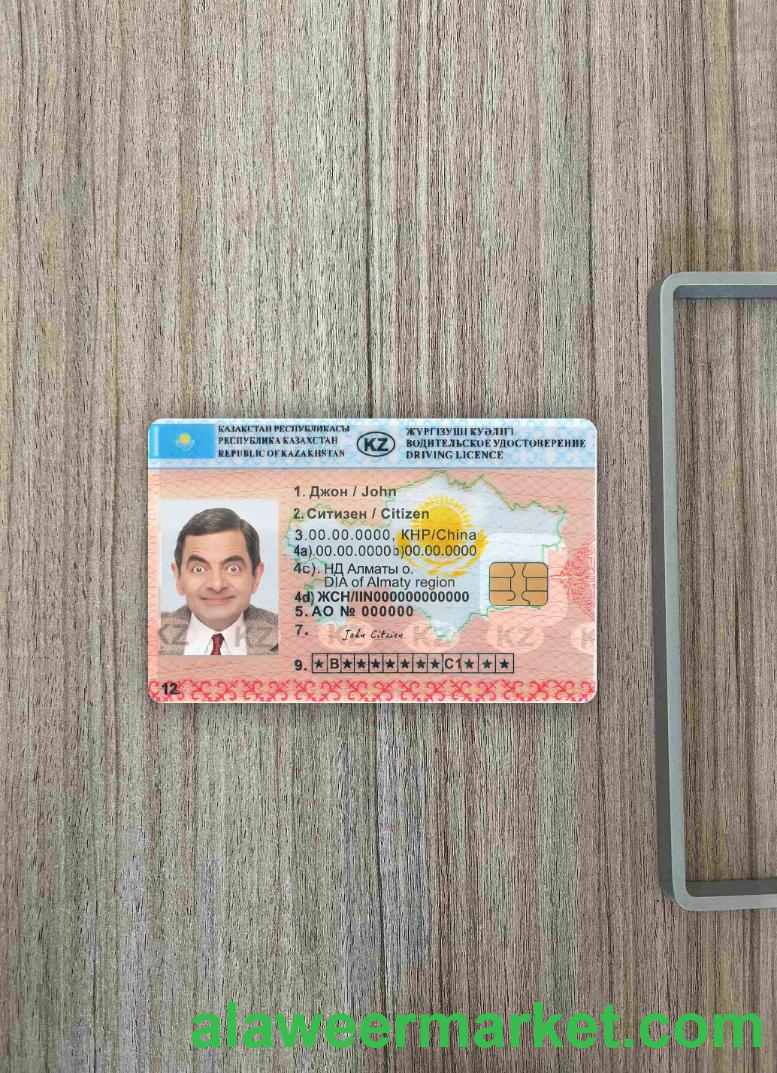 ҚАЗАҚСТАН РЕСПУБЛИКАСЫ
РЕСПУБЛИКА КАЗАХСТАН
REPUBLIC OF KAZAKHSTAN
KZ
ЖҮРГІЗУШІ КУӘЛІГІ
ВОДИТЕЛЬСКОЕ УДОСТОВЕРЕНИЕ
DRIVING LICENCE
1. Джон / John
2. Ситизен / Citizen
3.00.00.0000, КНР/China
4a).00.00.0000b)00.00.0000
4c). НД Алматы о.
DIA of Almaty region
4d) ЖСН/IIN000000000000
5. АО № 000000
7. John Citizen
KZ KZ KZ KZ KZ K
9. ★B★★★★★★★★C1★★★
12
alaweermarket.com